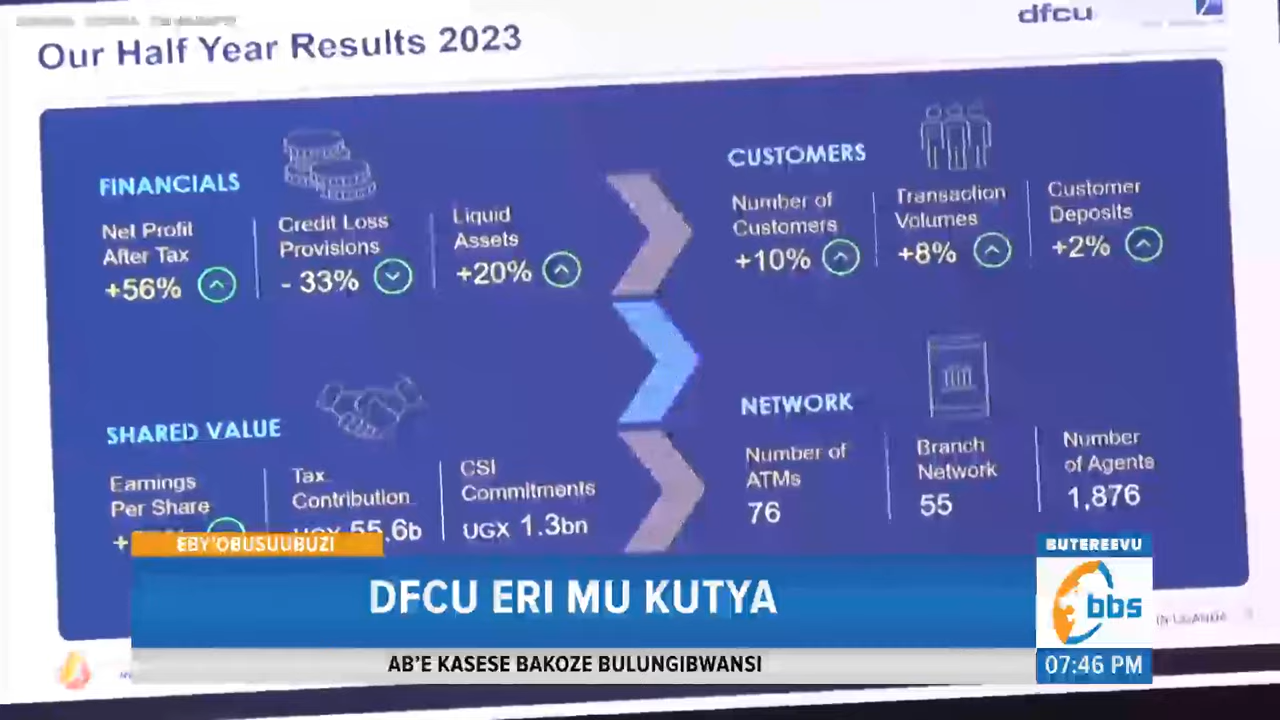 dfcu
Our Half Year Results 2023
FINANCIALS
Net Profit
After Tax
+56%
Credit Loss
Provisions
- 33%
Liquid
Assets
+20%
CUSTOMERS
Number of
Customers
+10%
Transaction
Volumes
+8%
Customer
Deposits
+2%
SHARED VALUE
Earnings
Per Share
Tax
Contribution
UGX 55.6b
CSI
Commitments
UGX 1.3bn
NETWORK
Number of
ATMs
76
Branch
Network
55
Number
of Agents
1,876
EBY'OBUSUUBUZI
DFCU ERI MU KUTYA
AB'E KASESE BAKOZE BULUNGIBWANSI
BUTEREEVU
bbs
07:46 PM
IN UGANDA